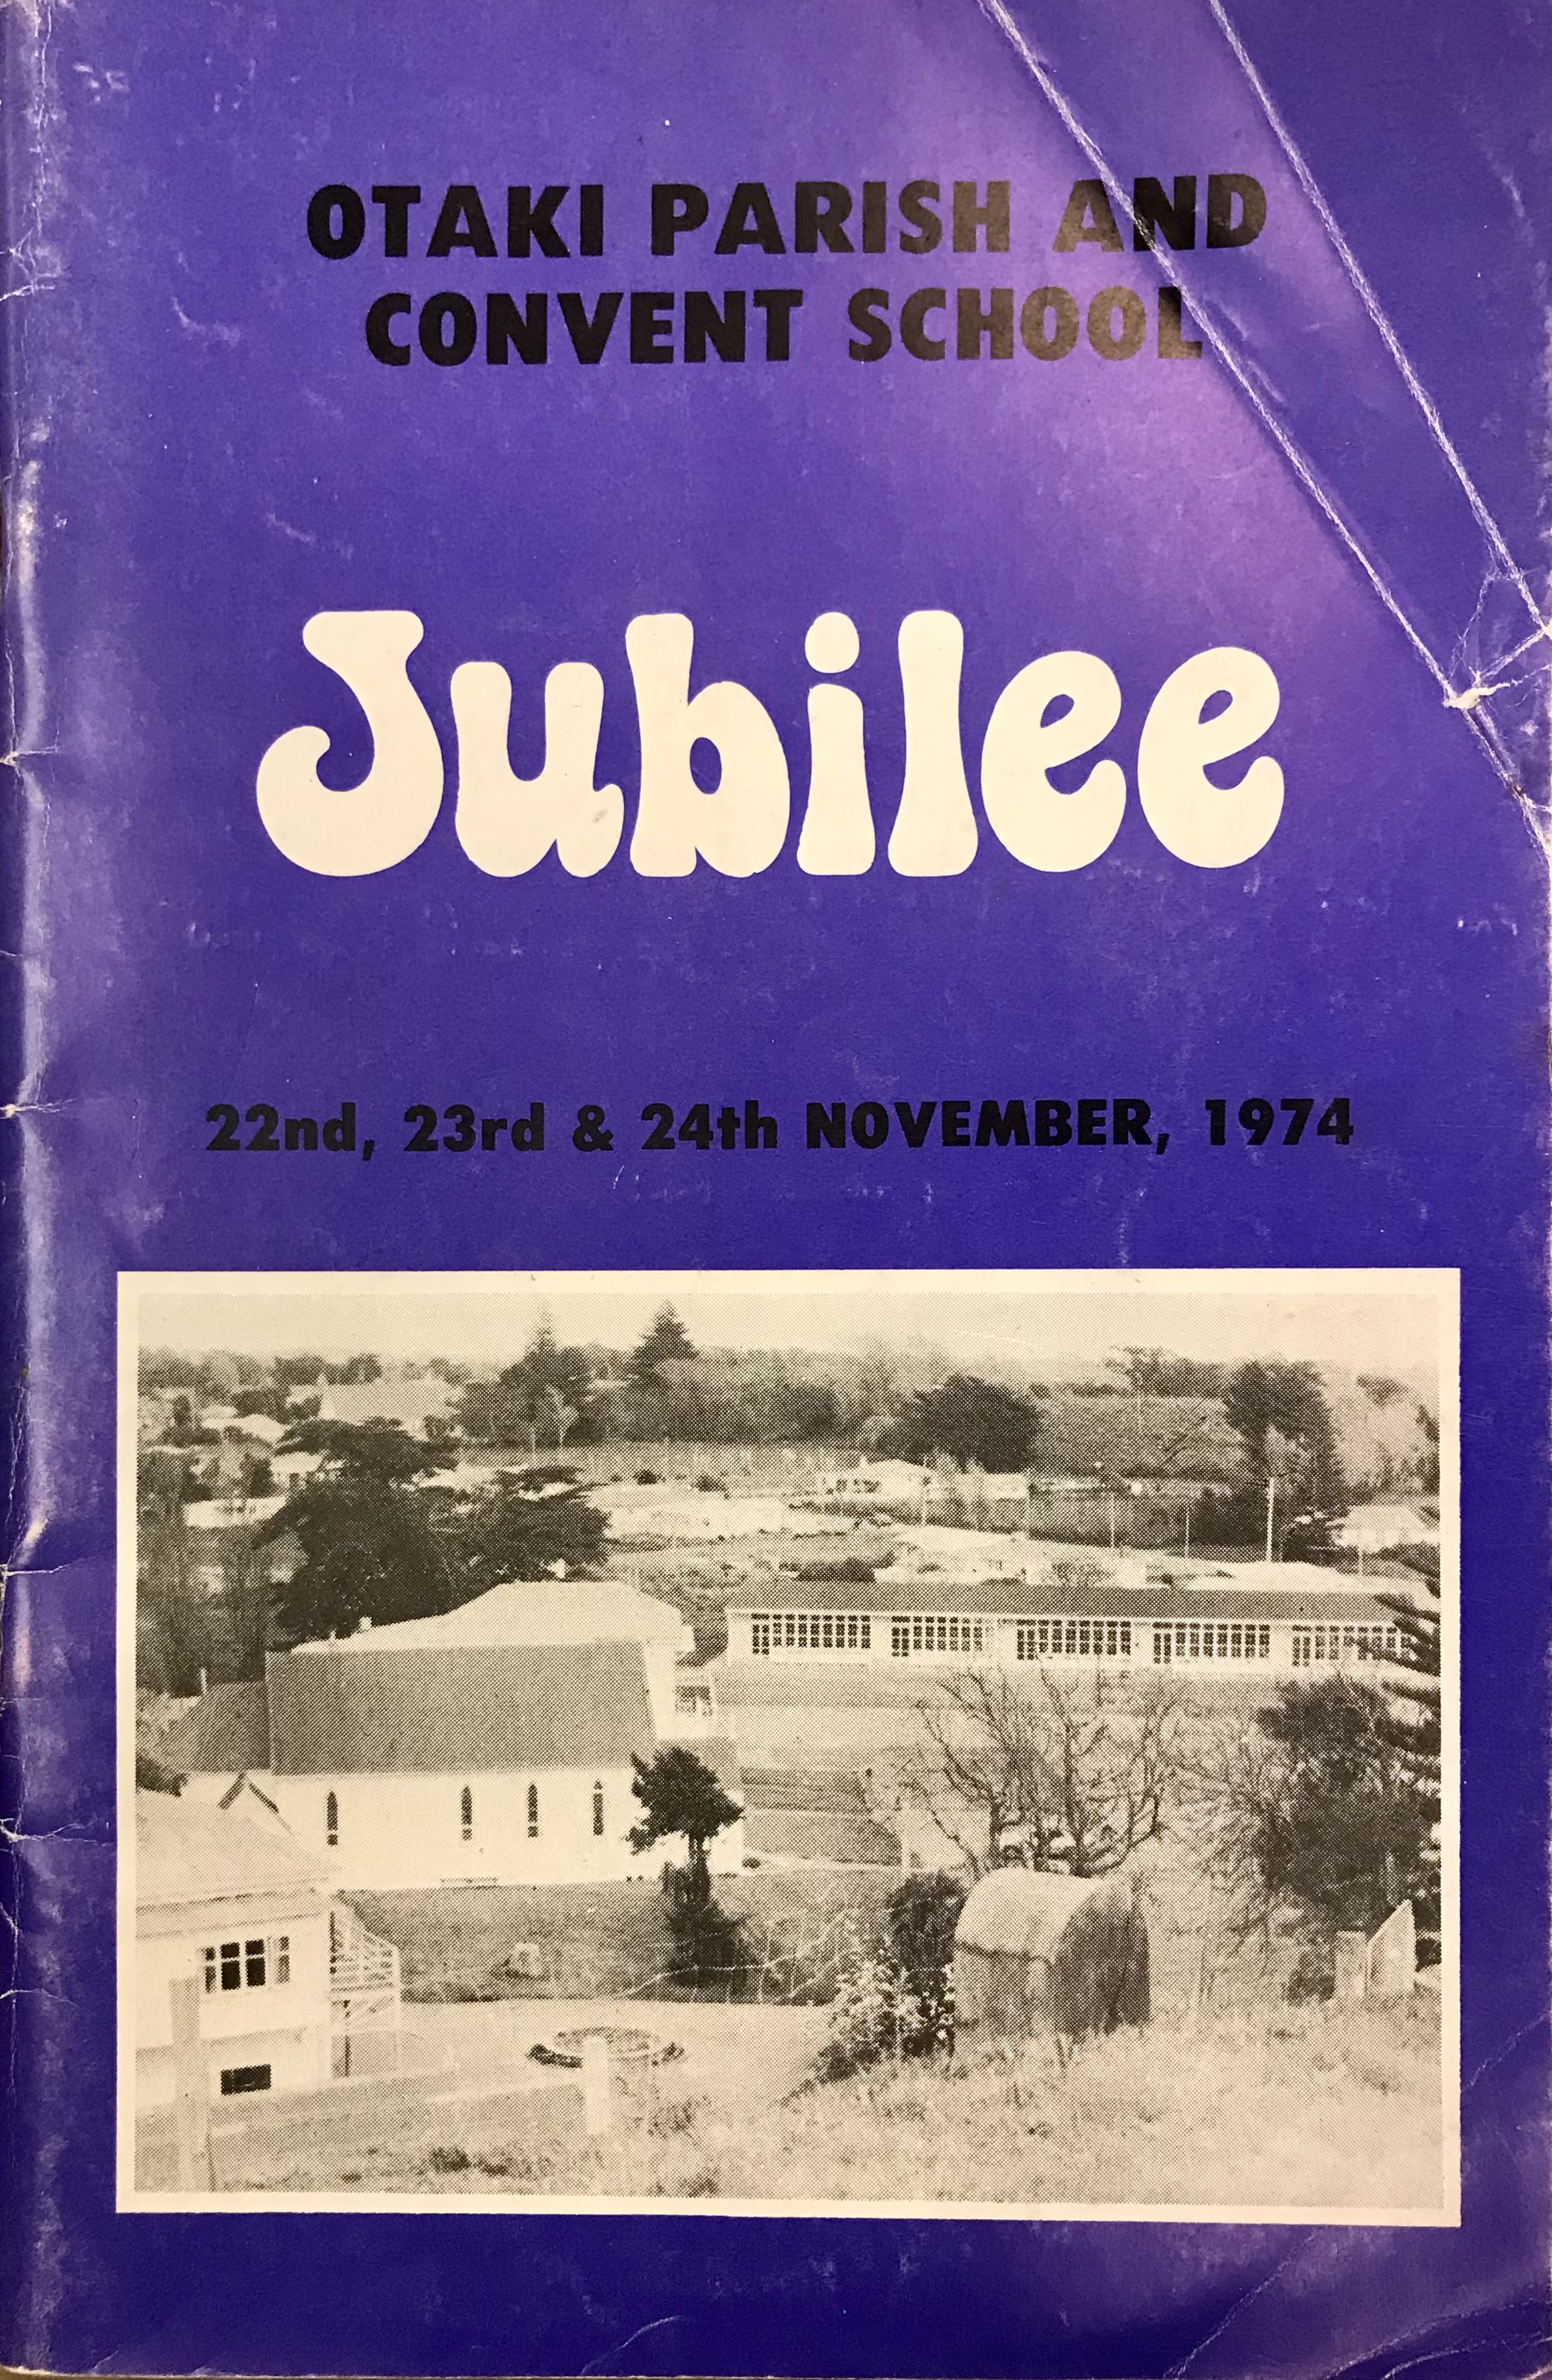 OTAKI PARISH AND
CONVENT SCHOOL
Jubilee
22nd, 23rd & 24th NOVEMBER, 1974